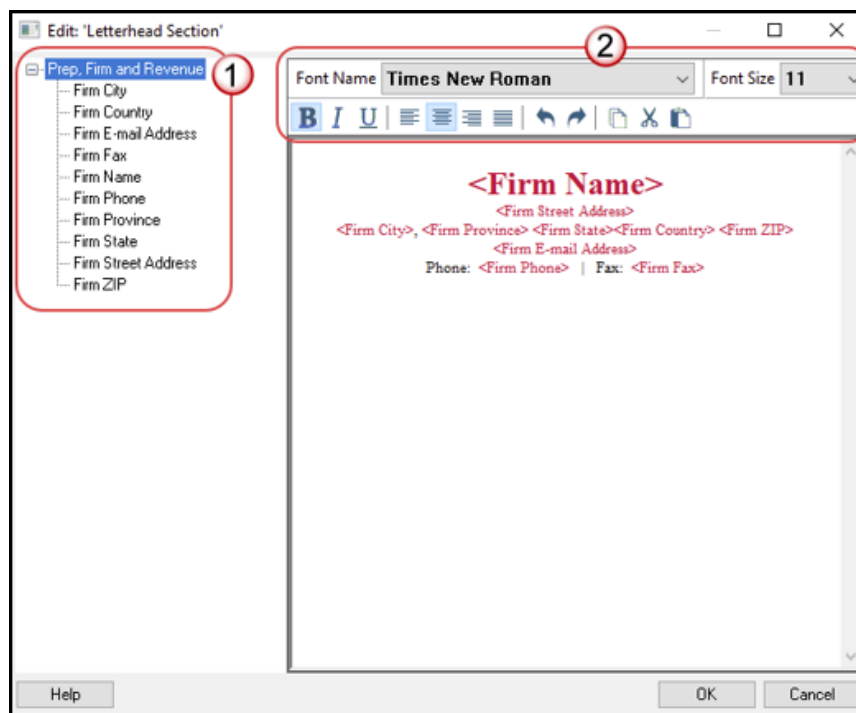 Edit: 'Letterhead Section'
1
2
Prep, Firm and Revenue
Firm City
Firm Country
Firm E-mail Address
Firm Fax
Firm Name
Firm Phone
Firm Province
Firm State
Firm Street Address
Firm ZIP
Font Name Times New Roman Font Size 11
B I U
<Firm Name>
<Firm Street Address>
<Firm City>, <Firm Province> <Firm State><Firm Country> <Firm ZIP>
<Firm E-mail Address>
Phone: <Firm Phone> | Fax: <Firm Fax>
Help OK Cancel